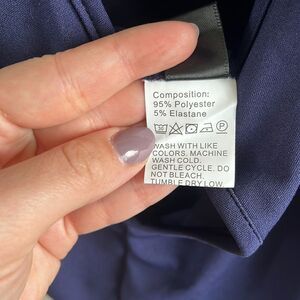 Composition:
95% Polyester
5% Elastane
WASH WITH LIKE
COLORS. MACHINE
WASH COLD.
GENTLE CYCLE. DO
NOT BLEACH.
TUMBLE DRY LOW